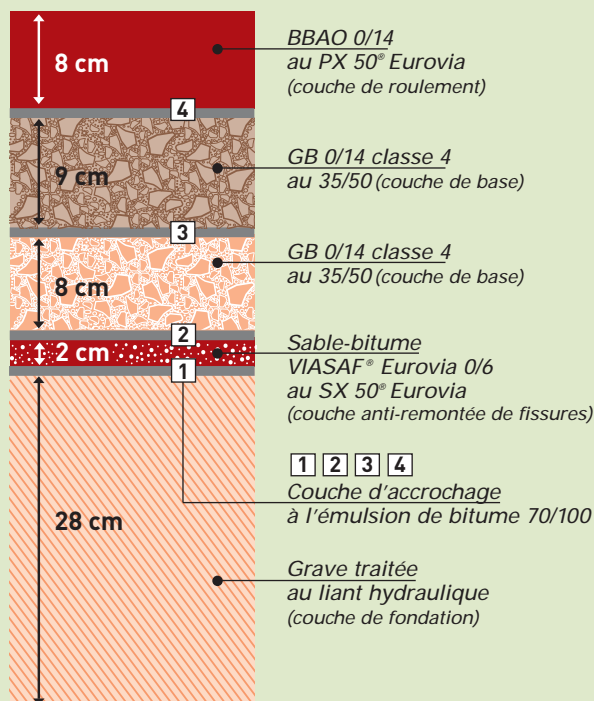 8 cm
BBAO 0/14
au PX 50® Eurovia
(couche de roulement)
4
9 cm
GB 0/14 classe 4
au 35/50 (couche de base)
3
8 cm
GB 0/14 classe 4
au 35/50 (couche de base)
2
2 cm
Sable-bitume
VIASAF® Eurovia 0/6
au SX 50® Eurovia
(couche anti-remontée de fissures)
1
1 2 3 4
Couche d'accrochage
à l'émulsion de bitume 70/100
28 cm
Grave traitée
au liant hydraulique
(couche de fondation)